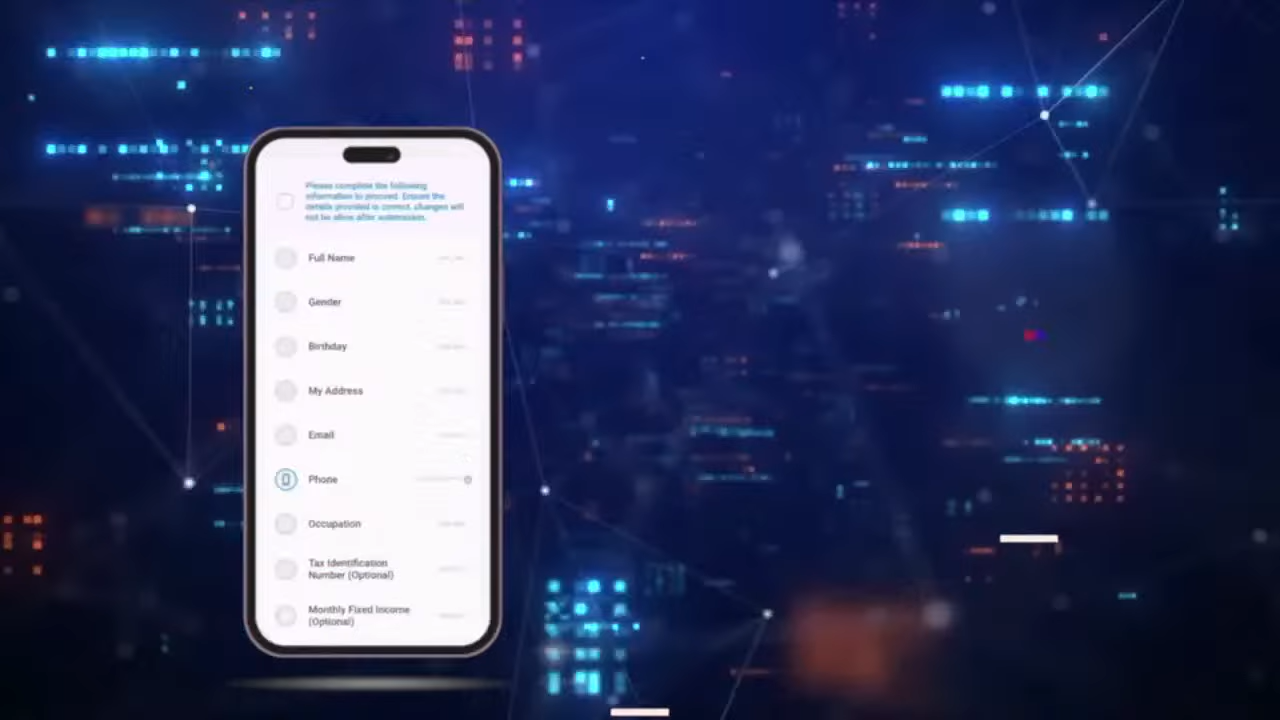 Please complete the following
information to proceed. Ensure the
details provided is correct, changes will
not be allow after submission.
Full Name
Gender
Birthday
My Address
Email
Phone
Occupation
Tax Identification
Number (Optional)
Monthly Fixed Income
(Optional)